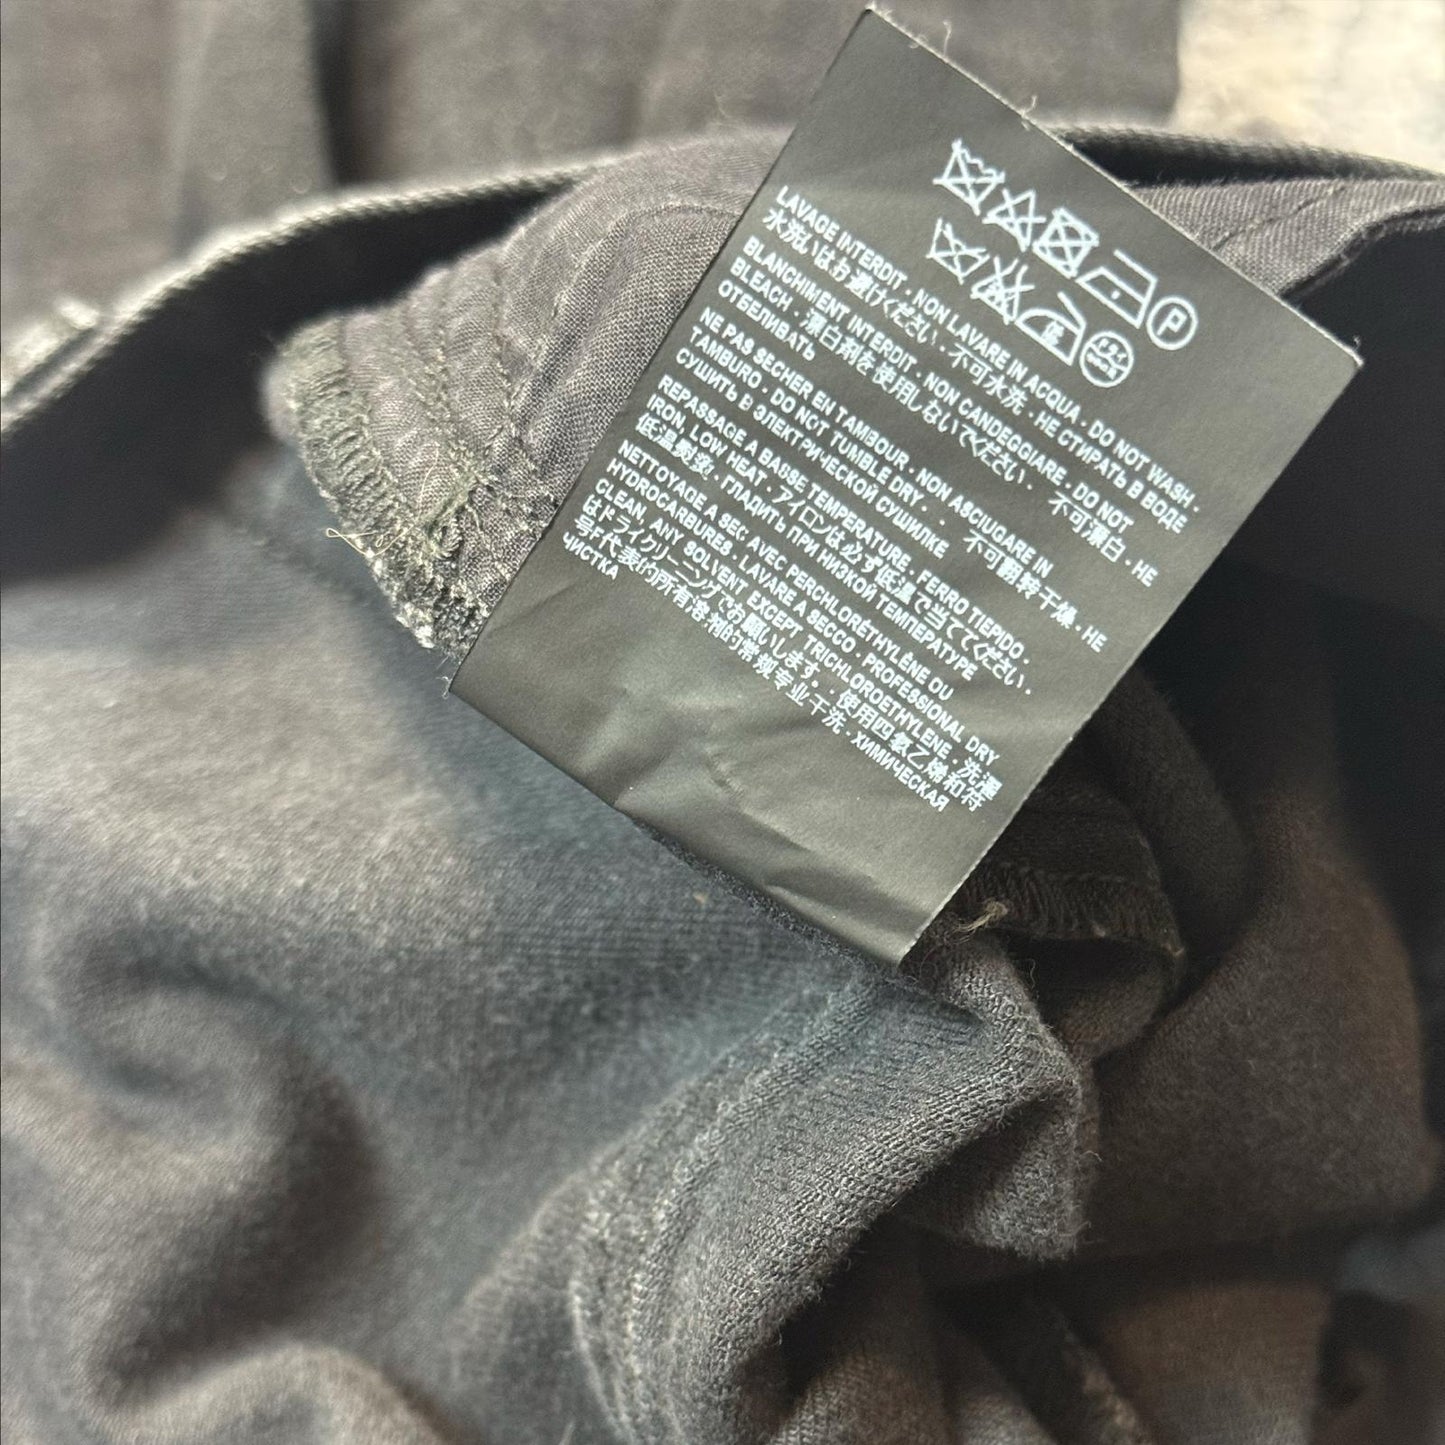 P
LAVAGE INTERDIT · NON LAVARE IN ACQUA · DO NOT WASH ·
水洗いはお避けください · 不可水洗 · НЕ СТИРАТЬ В ВОДЕ
BLANCHIMENT INTERDIT · NON CANDEGGIARE · DO NOT
BLEACH · 漂白剤を使用しないでください · 不可漂白 · НЕ
ОТБЕЛИВАТЬ
NE PAS SECHER EN TAMBOUR · NON ASCIUGARE IN
TAMBURO · DO NOT TUMBLE DRY · · 不可翻转干燥 · НЕ
СУШИТЬ В ЭЛЕКТРИЧЕСКОЙ СУШИЛКЕ
REPASSAGE A BASSE TEMPERATURE, FERRO TIEPIDO ·
IRON, LOW HEAT · アイロンは必ず低温で当ててください ·
低温熨烫 · ГЛАДИТЬ ПРИ НИЗКОЙ ТЕМПЕРАТУРЕ
NETTOYAGE A SEC AVEC PERCHLORÉTHYLÈNE OU
HYDROCARBURES · LAVARE A SECCO · PROFESSIONAL DRY
CLEAN, ANY SOLVENT EXCEPT TRICHLOROETHYLENE · 洗濯
はドライクリーニングでお願いします · 使用四氯乙烯和符
号F代表的所有溶剂的常规专业干洗 · ХИМИЧЕСКАЯ
ЧИСТКА